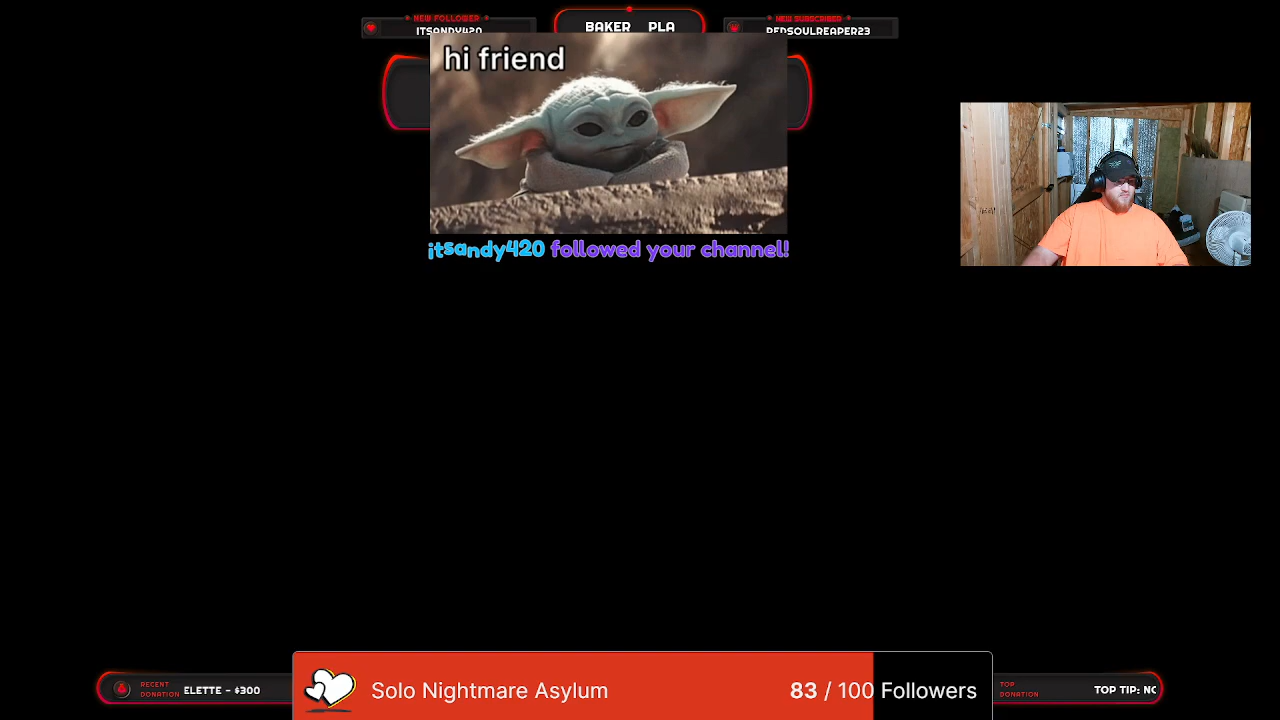 NEW FOLLOWER
ITSANDY420
BAKER PLA
NEW SUBSCRIBER
REDSOULREAPER23
hi friend
itsandy420 followed your channel!
RECENT DONATION
ELETTE - $300
Solo Nightmare Asylum
83 / 100 Followers
TOP DONATION
TOP TIP: NO